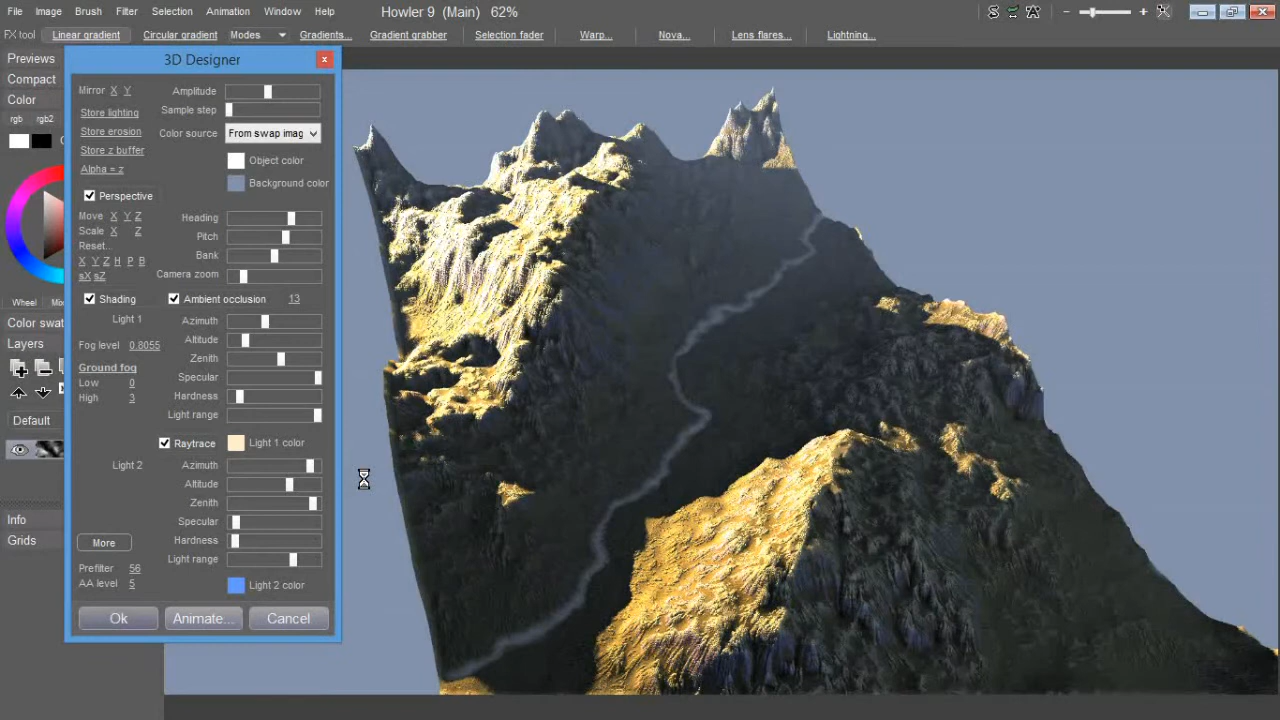 File Image Brush Filter Selection Animation Window Help Howler 9 (Main) 62%
FX tool Linear gradient Circular gradient Modes Gradients... Gradient grabber Selection fader Warp... Nova... Lens flares... Lightning...
Previews
Compact
Color
rgb rgb2
Wheel
Color swat
Layers
Default
Info
Grids
3D Designer
Mirror X Y Amplitude
Store lighting Sample step
Store erosion Color source From swap imag
Store z buffer
Object color
Alpha = z
Background color
Perspective
Move X Y Z Heading
Scale X Z Pitch
Reset...
Bank
X Y Z H P B
sX sZ Camera zoom
Shading Ambient occlusion 13
Light 1 Azimuth
Altitude
Fog level 0.8055
Zenith
Ground fog
Specular
Low 0
High 3 Hardness
Light range
Raytrace Light 1 color
Light 2 Azimuth
Altitude
Zenith
Specular
More Hardness
Light range
Prefilter 56
AA level 5 Light 2 color
Ok Animate... Cancel